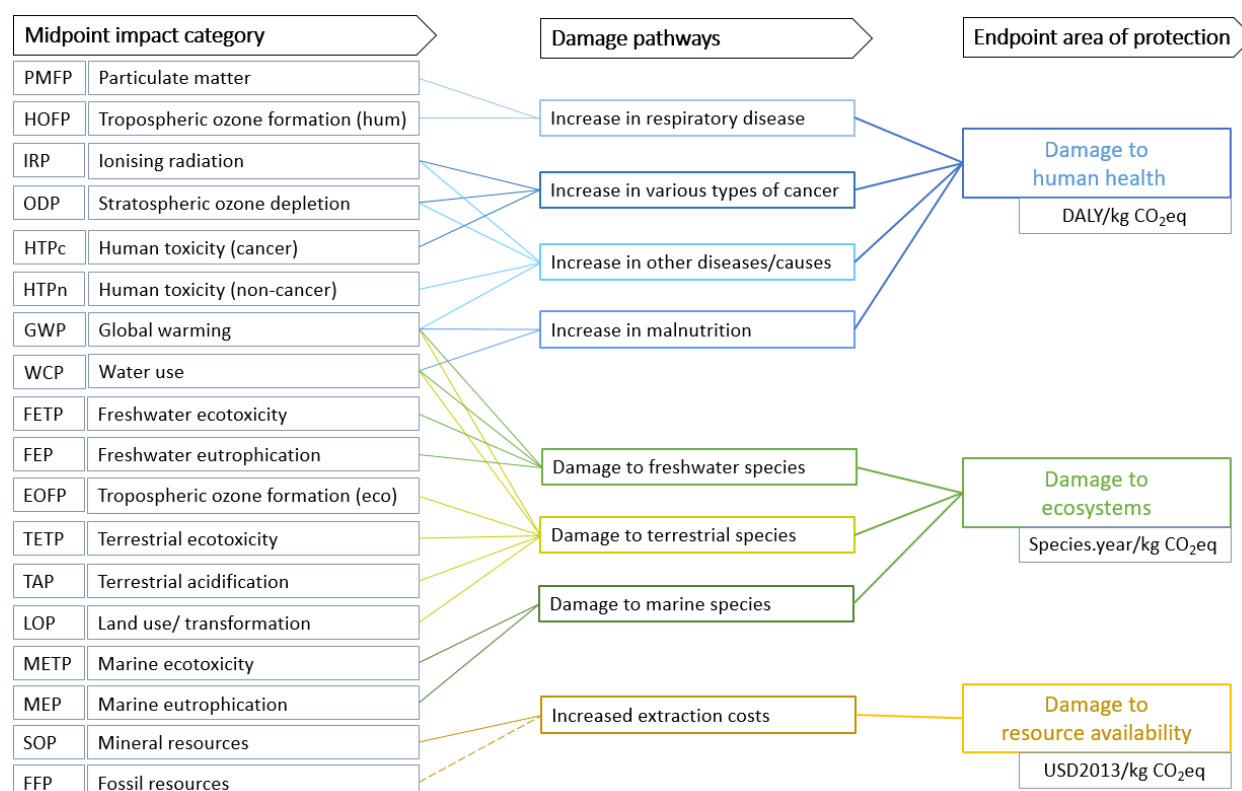 Midpoint impact category
Damage pathways
Endpoint area of protection
PMFP Particulate matter
HOFP Tropospheric ozone formation (hum)
IRP Ionising radiation
ODP Stratospheric ozone depletion
HTPc Human toxicity (cancer)
HTPn Human toxicity (non-cancer)
GWP Global warming
WCP Water use
FETP Freshwater ecotoxicity
FEP Freshwater eutrophication
EOFP Tropospheric ozone formation (eco)
TETP Terrestrial ecotoxicity
TAP Terrestrial acidification
LOP Land use/ transformation
METP Marine ecotoxicity
MEP Marine eutrophication
SOP Mineral resources
FFP Fossil resources
Increase in respiratory disease
Increase in various types of cancer
Increase in other diseases/causes
Increase in malnutrition
Damage to freshwater species
Damage to terrestrial species
Damage to marine species
Increased extraction costs
Damage to
human health
DALY/kg CO₂eq
Damage to
ecosystems
Species.year/kg CO₂eq
Damage to
resource availability
USD2013/kg CO₂eq